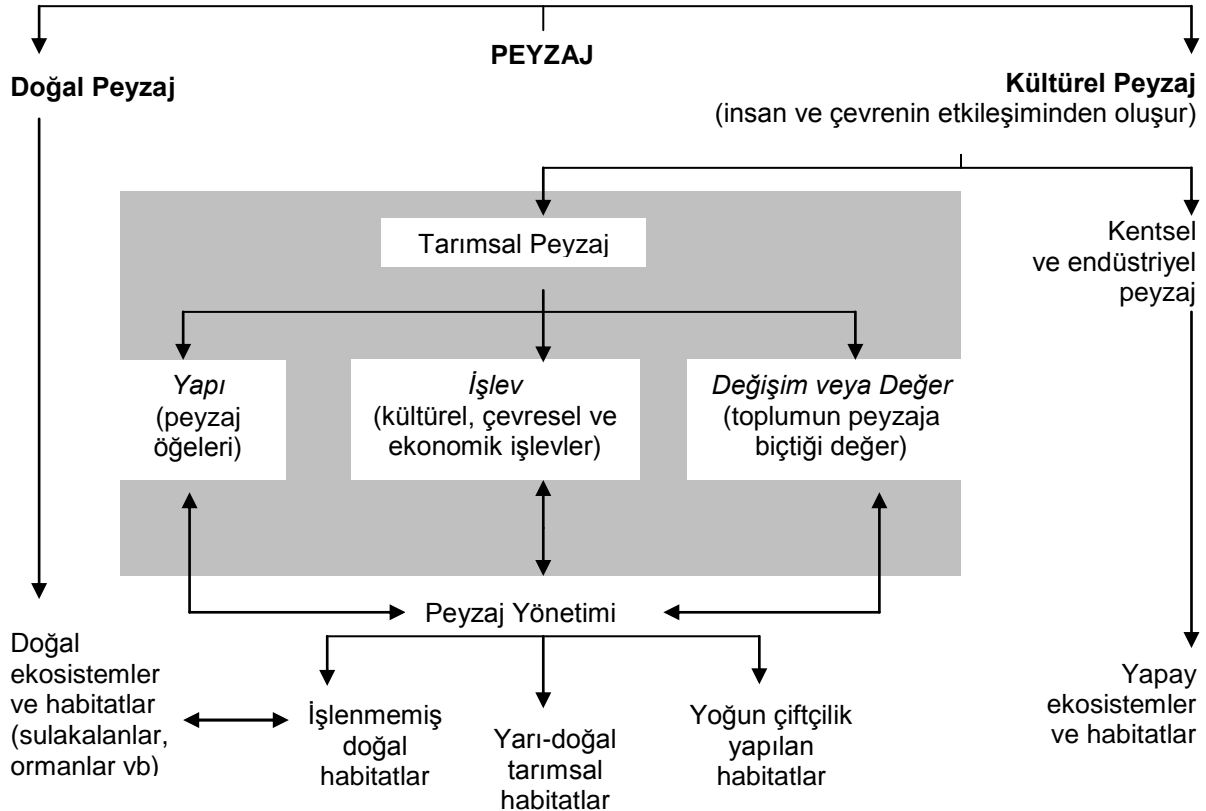 PEYZAJ
Doğal Peyzaj
Kültürel Peyzaj
(insan ve çevrenin etkileşiminden oluşur)
Tarımsal Peyzaj
Kentsel
ve endüstriyel
peyzaj
Yapı
(peyzaj
öğeleri)
İşlev
(kültürel, çevresel ve
ekonomik işlevler)
Değişim veya Değer
(toplumun peyzaja
biçtiği değer)
Peyzaj Yönetimi
Doğal
ekosistemler
ve habitatlar
(sulakalanlar,
ormanlar vb)
İşlenmemiş
doğal
habitatlar
Yarı-doğal
tarımsal
habitatlar
Yoğun çiftçilik
yapılan
habitatlar
Yapay
ekosistemler
ve habitatlar